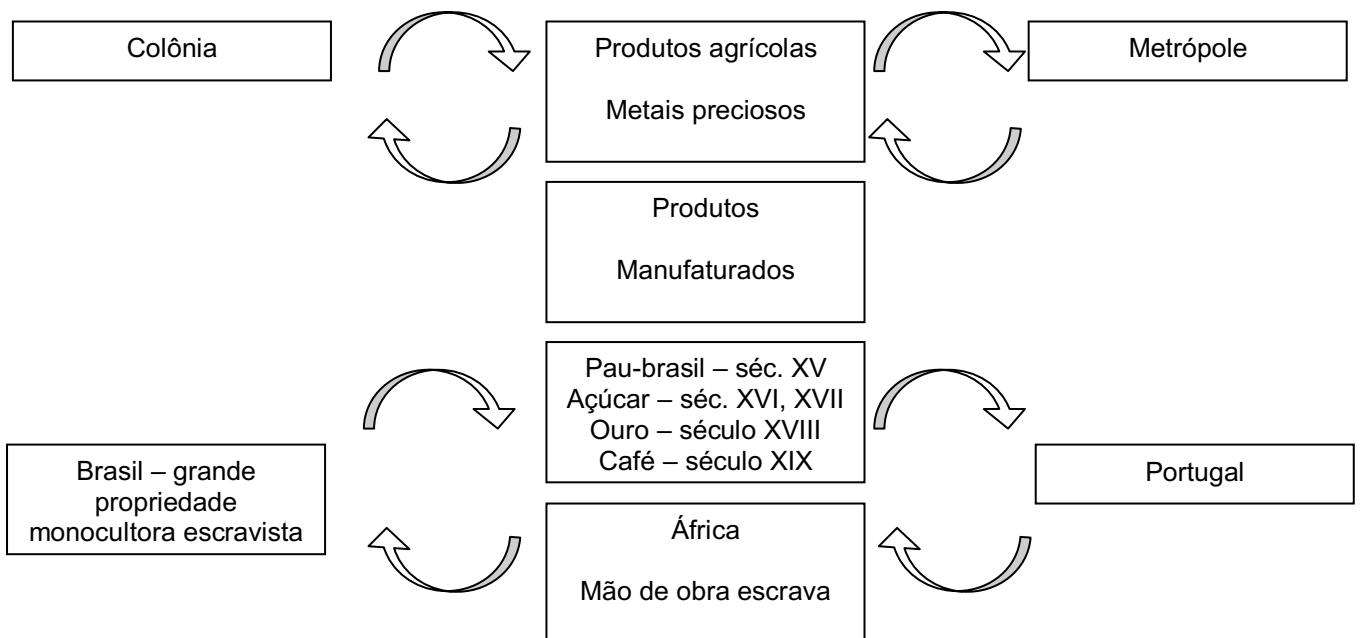 Colônia
Produtos agrícolas
Metais preciosos
Metrópole
Produtos
Manufaturados
Pau-brasil – séc. XV
Açúcar – séc. XVI, XVII
Ouro – século XVIII
Café – século XIX
Brasil – grande
propriedade
monocultora escravista
Portugal
África
Mão de obra escrava